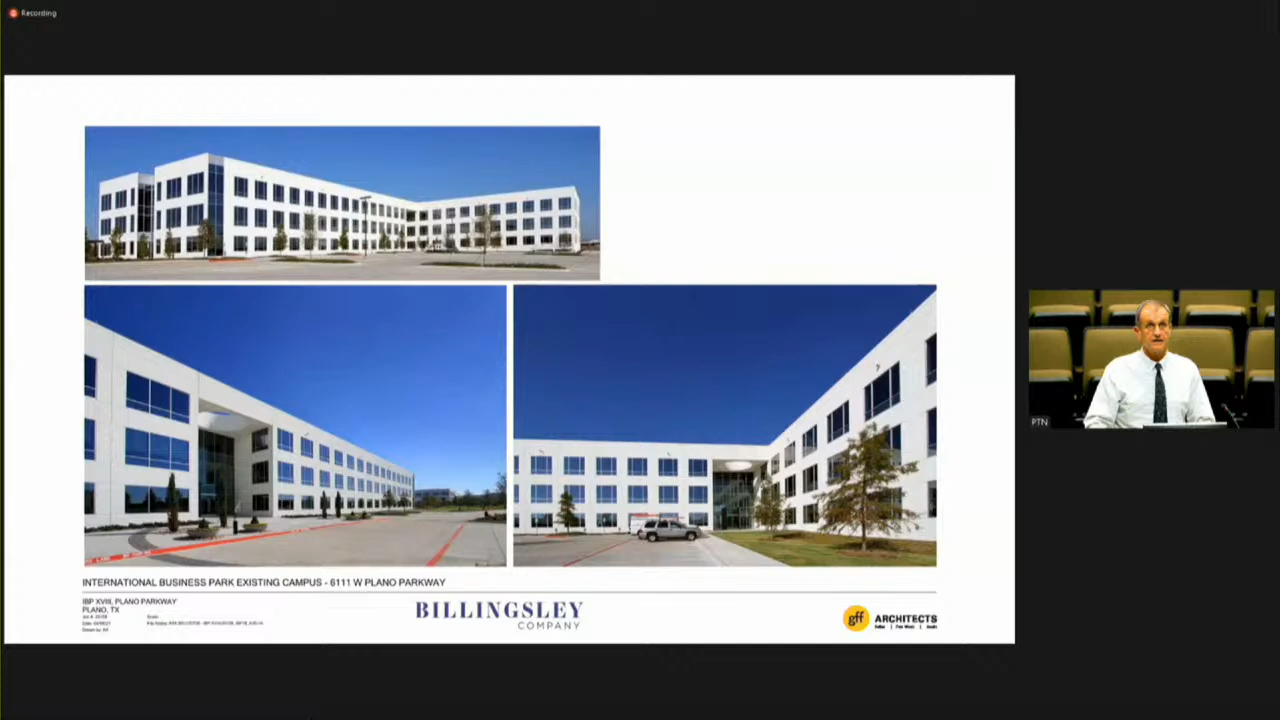 Recording
PTN
INTERNATIONAL BUSINESS PARK EXISTING CAMPUS - 6111 W PLANO PARKWAY
IBP XVIII, PLANO PARKWAY
PLANO, TX
BILLINGSLEY
COMPANY
gff ARCHITECTS